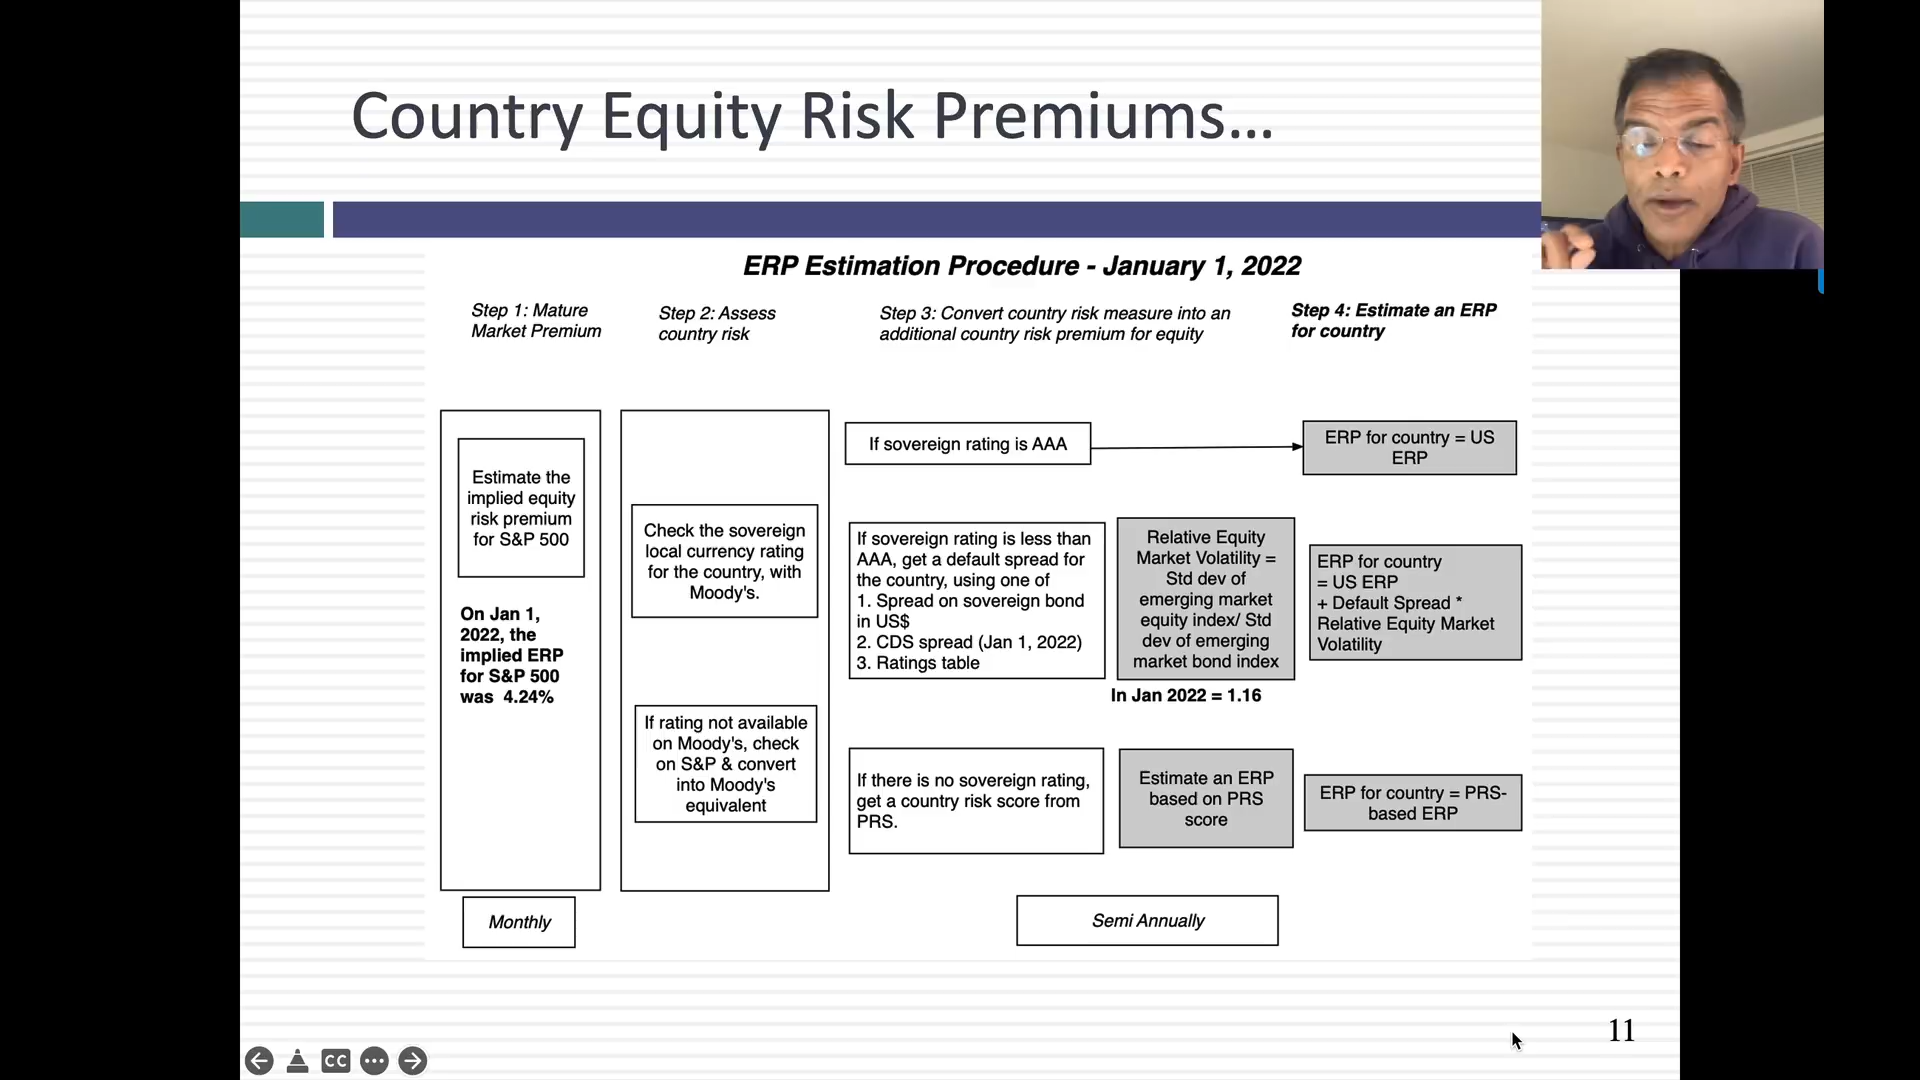 Country Equity Risk Premiums...
ERP Estimation Procedure - January 1, 2022
Step 1: Mature
Market Premium
Step 2: Assess
country risk
Step 3: Convert country risk measure into an
additional country risk premium for equity
Step 4: Estimate an ERP
for country
Estimate the
implied equity
risk premium
for S&P 500
On Jan 1,
2022, the
implied ERP
for S&P 500
was 4.24%
Monthly
Check the sovereign
local currency rating
for the country, with
Moody's.
If rating not available
on Moody's, check
on S&P & convert
into Moody's
equivalent
If sovereign rating is AAA
ERP for country = US
ERP
If sovereign rating is less than
AAA, get a default spread for
the country, using one of
1. Spread on sovereign bond
in US$
2. CDS spread (Jan 1, 2022)
3. Ratings table
Relative Equity
Market Volatility =
Std dev of
emerging market
equity index/ Std
dev of emerging
market bond index
In Jan 2022 = 1.16
ERP for country
= US ERP
+ Default Spread *
Relative Equity Market
Volatility
If there is no sovereign rating,
get a country risk score from
PRS.
Estimate an ERP
based on PRS
score
ERP for country = PRS-
based ERP
Semi Annually
11
CC